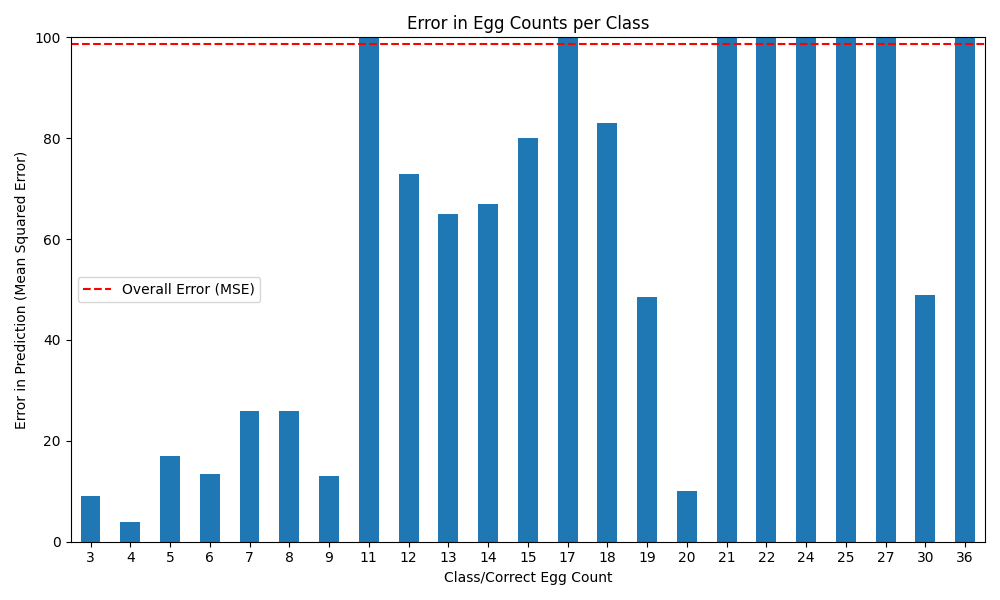 Error in Egg Counts per Class
Error in Prediction (Mean Squared Error)
100
80
60
40
20
0
Overall Error (MSE)
3 4 5 6 7 8 9 11 12 13 14 15 17 18 19 20 21 22 24 25 27 30 36
Class/Correct Egg Count